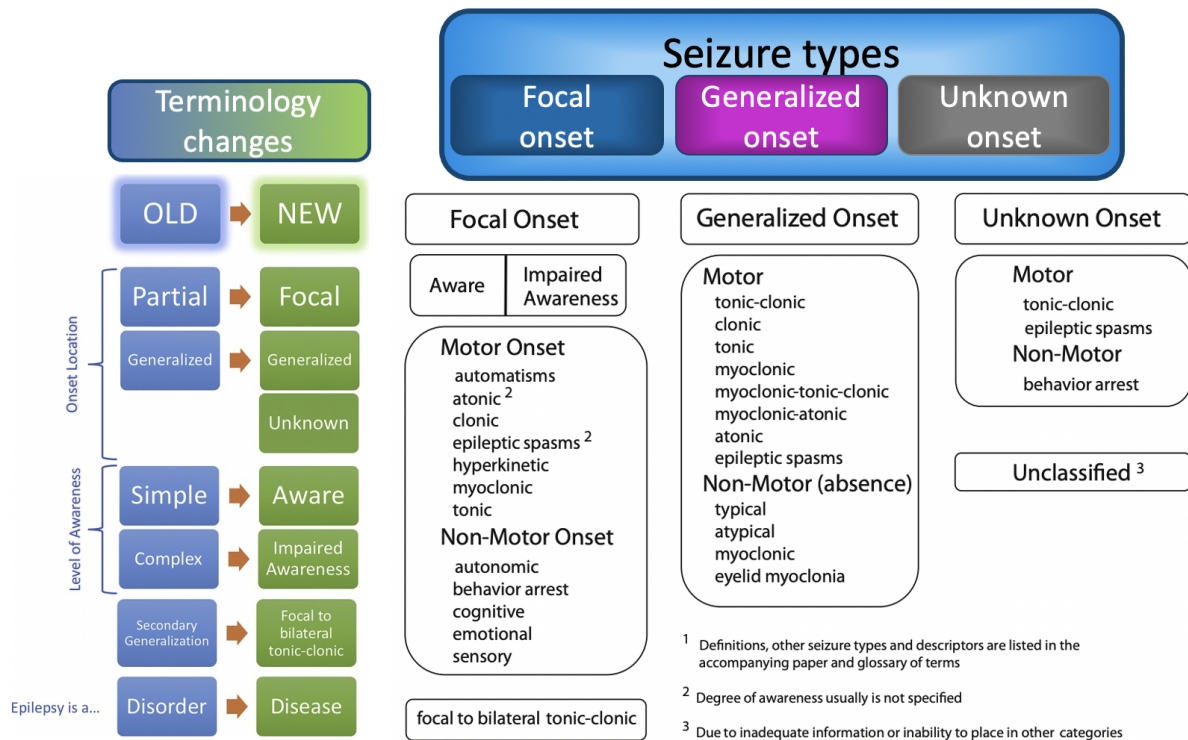 Seizure types
Focal
onset
Generalized
onset
Unknown
onset
Terminology
changes
OLD
NEW
Onset Location
Partial
Focal
Generalized
Generalized
Unknown
Level of Awareness
Simple
Aware
Complex
Impaired
Awareness
Secondary
Generalization
Focal to
bilateral
tonic-clonic
Epilepsy is a...
Disorder
Disease
Focal Onset
Aware
Impaired
Awareness
Motor Onset
automatisms
atonic 2
clonic
epileptic spasms 2
hyperkinetic
myoclonic
tonic
Non-Motor Onset
autonomic
behavior arrest
cognitive
emotional
sensory
focal to bilateral tonic-clonic
Generalized Onset
Motor
tonic-clonic
clonic
tonic
myoclonic
myoclonic-tonic-clonic
myoclonic-atonic
atonic
epileptic spasms
Non-Motor (absence)
typical
atypical
myoclonic
eyelid myoclonia
Unknown Onset
Motor
tonic-clonic
epileptic spasms
Non-Motor
behavior arrest
Unclassified 3
1 Definitions, other seizure types and descriptors are listed in the
accompanying paper and glossary of terms
2 Degree of awareness usually is not specified
3 Due to inadequate information or inability to place in other categories